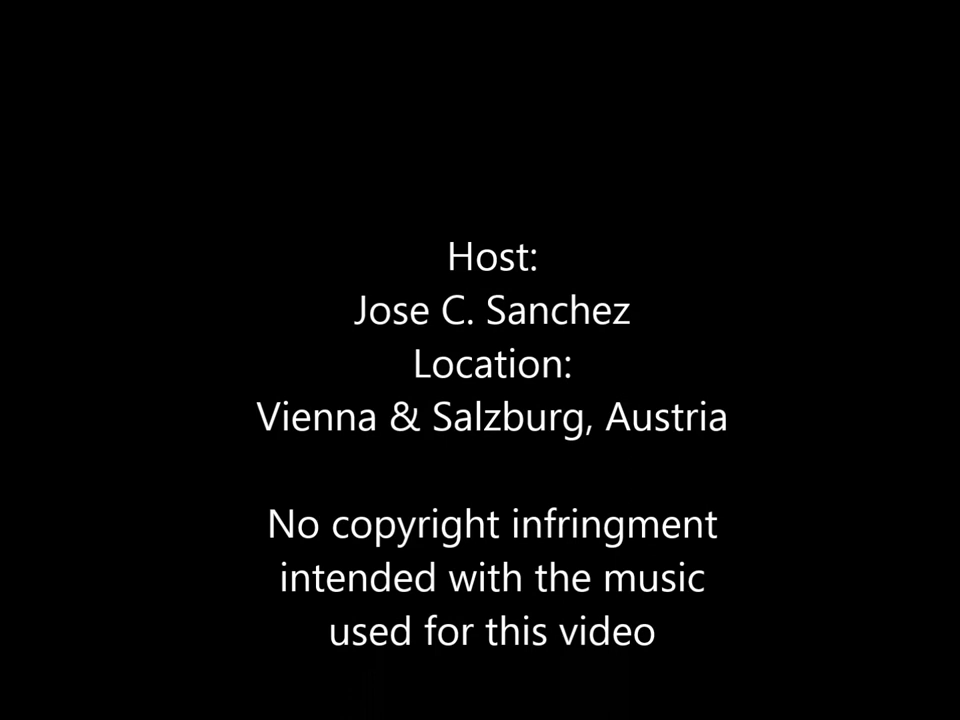 Host:
Jose C. Sanchez
Location:
Vienna & Salzburg, Austria
No copyright infringment
intended with the music
used for this video